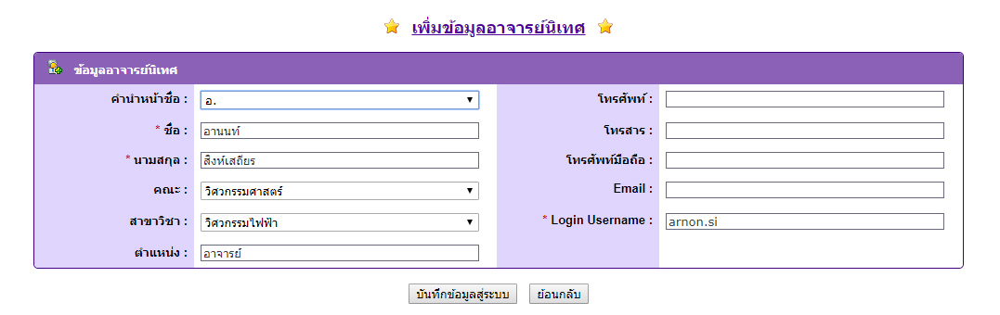 เพิ่มข้อมูลอาจารย์นิเทศ
ข้อมูลอาจารย์นิเทศ
คำนำหน้าชื่อ : อ. โทรศัพท์ :
* ชื่อ : อานนท์ โทรสาร :
* นามสกุล : สิงห์เสถียร โทรศัพท์มือถือ :
คณะ : วิศวกรรมศาสตร์ Email :
สาขาวิชา : วิศวกรรมไฟฟ้า * Login Username : arnon.si
ตำแหน่ง : อาจารย์
บันทึกข้อมูลสู่ระบบ ย้อนกลับ